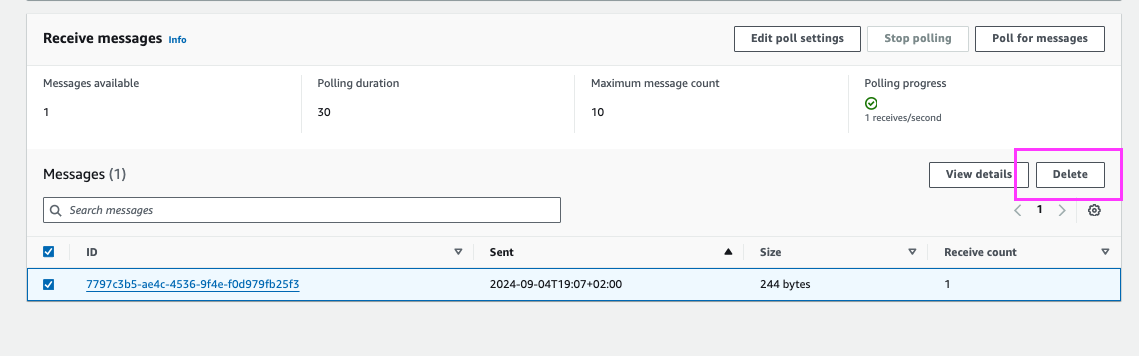 Receive messages Info Edit poll settings Stop polling Poll for messages
Messages available Polling duration Maximum message count Polling progress
1 30 10 1 receives/second
Messages (1) View details Delete
Search messages 1
ID Sent Size Receive count
7797c3b5-ae4c-4536-9f4e-f0d979fb25f3 2024-09-04T19:07+02:00 244 bytes 1